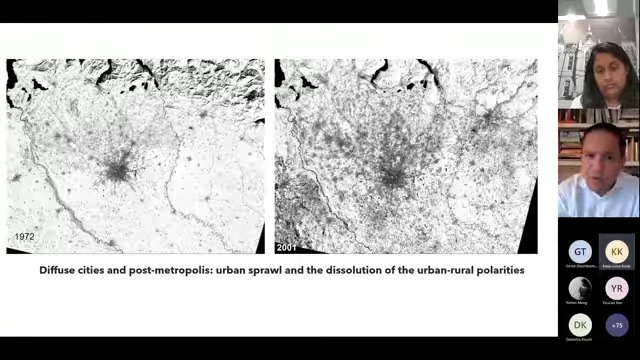 1972
2001
Diffuse cities and post-metropolis: urban sprawl and the dissolution of the urban-rural polarities
GT
KK
YR
DK
+75